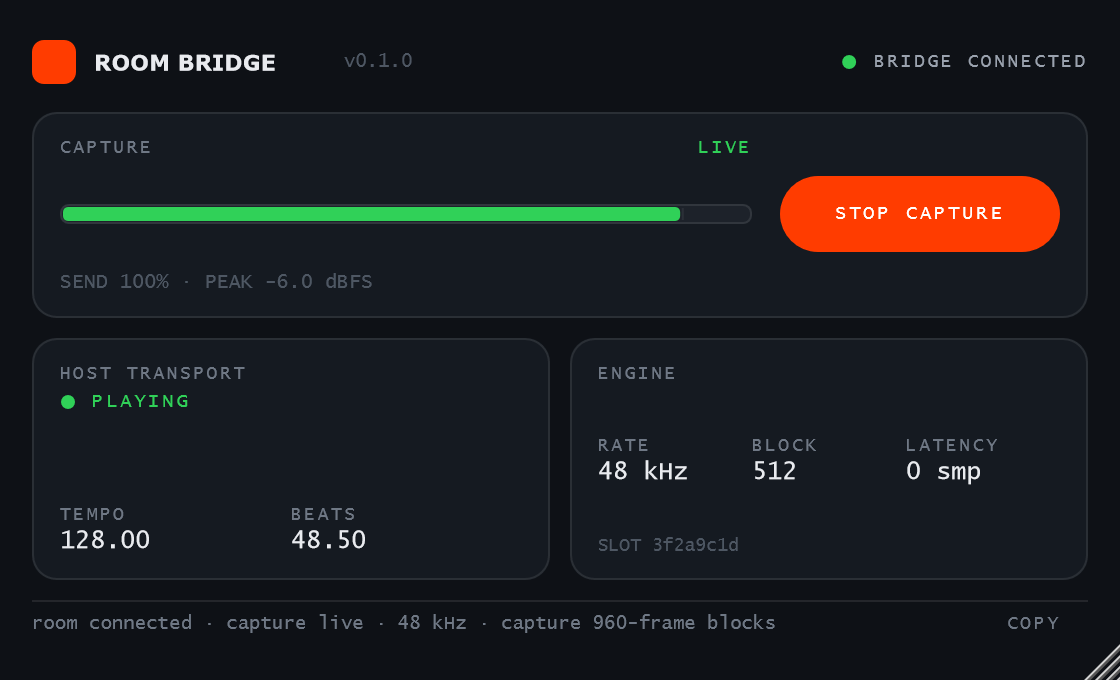 ROOM BRIDGE v0.1.0 BRIDGE CONNECTED
CAPTURE LIVE
STOP CAPTURE
SEND 100% · PEAK -6.0 dBFS
HOST TRANSPORT
PLAYING
TEMPO BEATS
128.00 48.50
ENGINE
RATE BLOCK LATENCY
48 kHz 512 0 smp
SLOT 3f2a9c1d
room connected · capture live · 48 kHz · capture 960-frame blocks COPY